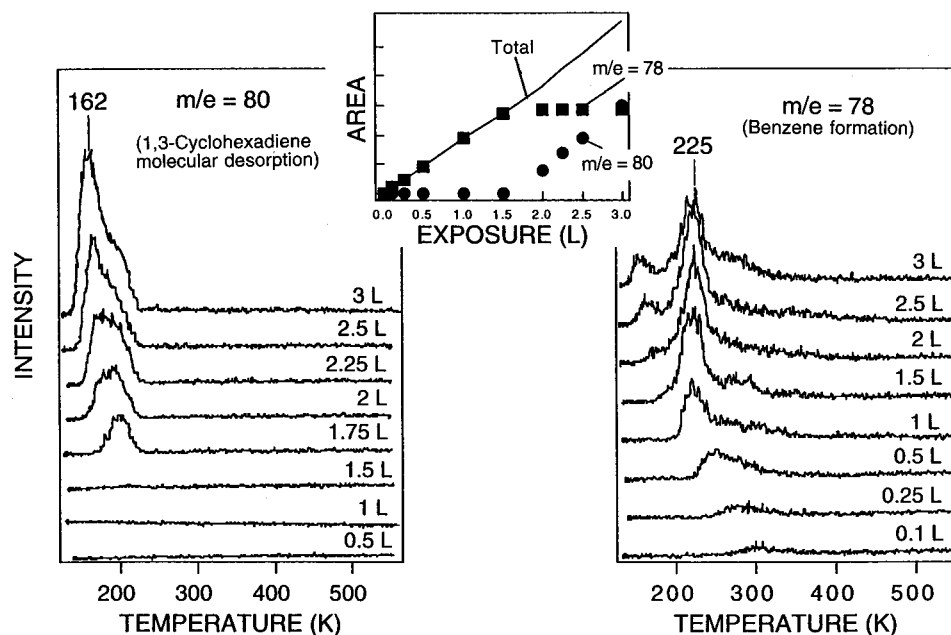 162
m/e = 80
(1,3-Cyclohexadiene
molecular desorption)
INTENSITY
3 L
2.5 L
2.25 L
2 L
1.75 L
1.5 L
1 L
0.5 L
200 300 400 500
TEMPERATURE (K)
AREA
Total
m/e = 78
m/e = 80
0.0 0.5 1.0 1.5 2.0 2.5 3.0
EXPOSURE (L)
m/e = 78
(Benzene formation)
225
3 L
2.5 L
2 L
1.5 L
1 L
0.5 L
0.25 L
0.1 L
200 300 400 500
TEMPERATURE (K)